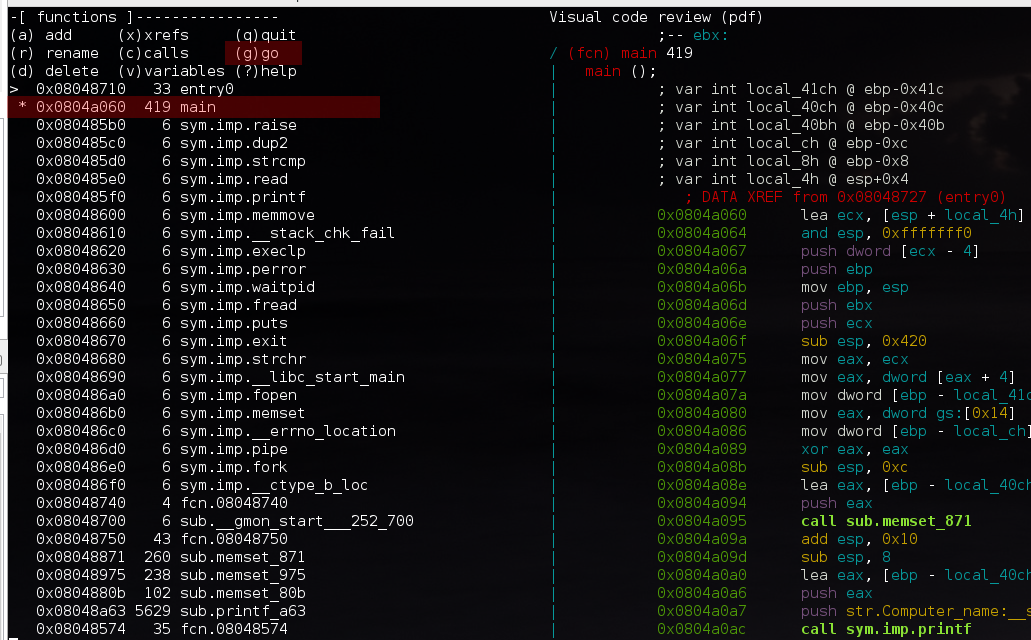 -[ functions ]----------------
(a) add     (x)xrefs     (q)quit
(r) rename  (c)calls     (g)go
(d) delete  (v)variables (?)help
>  0x08048710   33 entry0
 * 0x0804a060  419 main
   0x080485b0    6 sym.imp.raise
   0x080485c0    6 sym.imp.dup2
   0x080485d0    6 sym.imp.strcmp
   0x080485e0    6 sym.imp.read
   0x080485f0    6 sym.imp.printf
   0x08048600    6 sym.imp.memmove
   0x08048610    6 sym.imp.__stack_chk_fail
   0x08048620    6 sym.imp.execlp
   0x08048630    6 sym.imp.perror
   0x08048640    6 sym.imp.waitpid
   0x08048650    6 sym.imp.fread
   0x08048660    6 sym.imp.puts
   0x08048670    6 sym.imp.exit
   0x08048680    6 sym.imp.strchr
   0x08048690    6 sym.imp.__libc_start_main
   0x080486a0    6 sym.imp.fopen
   0x080486b0    6 sym.imp.memset
   0x080486c0    6 sym.imp.__errno_location
   0x080486d0    6 sym.imp.pipe
   0x080486e0    6 sym.imp.fork
   0x080486f0    6 sym.imp.__ctype_b_loc
   0x08048740    4 fcn.08048740
   0x08048700    6 sub.__gmon_start___252_700
   0x08048750   43 fcn.08048750
   0x08048871  260 sub.memset_871
   0x08048975  238 sub.memset_975
   0x0804880b  102 sub.memset_80b
   0x08048a63 5629 sub.printf_a63
   0x08048574   35 fcn.08048574
Visual code review (pdf)
;-- ebx:
/ (fcn) main 419
|   main ();
| ; var int local_41ch @ ebp-0x41c
| ; var int local_40ch @ ebp-0x40c
| ; var int local_40bh @ ebp-0x40b
| ; var int local_ch @ ebp-0xc
| ; var int local_8h @ ebp-0x8
| ; var int local_4h @ esp+0x4
| ; DATA XREF from 0x08048727 (entry0)
| 0x0804a060 lea ecx, [esp + local_4h]
| 0x0804a064 and esp, 0xfffffff0
| 0x0804a067 push dword [ecx - 4]
| 0x0804a06a push ebp
| 0x0804a06b mov ebp, esp
| 0x0804a06d push ebx
| 0x0804a06e push ecx
| 0x0804a06f sub esp, 0x420
| 0x0804a075 mov eax, ecx
| 0x0804a077 mov eax, dword [eax + 4]
| 0x0804a07a mov dword [ebp - local_41c
| 0x0804a080 mov eax, dword gs:[0x14]
| 0x0804a086 mov dword [ebp - local_ch]
| 0x0804a089 xor eax, eax
| 0x0804a08b sub esp, 0xc
| 0x0804a08e lea eax, [ebp - local_40ch
| 0x0804a094 push eax
| 0x0804a095 call sub.memset_871
| 0x0804a09a add esp, 0x10
| 0x0804a09d sub esp, 8
| 0x0804a0a0 lea eax, [ebp - local_40ch
| 0x0804a0a6 push eax
| 0x0804a0a7 push str.Computer_name:__s
| 0x0804a0ac call sym.imp.printf